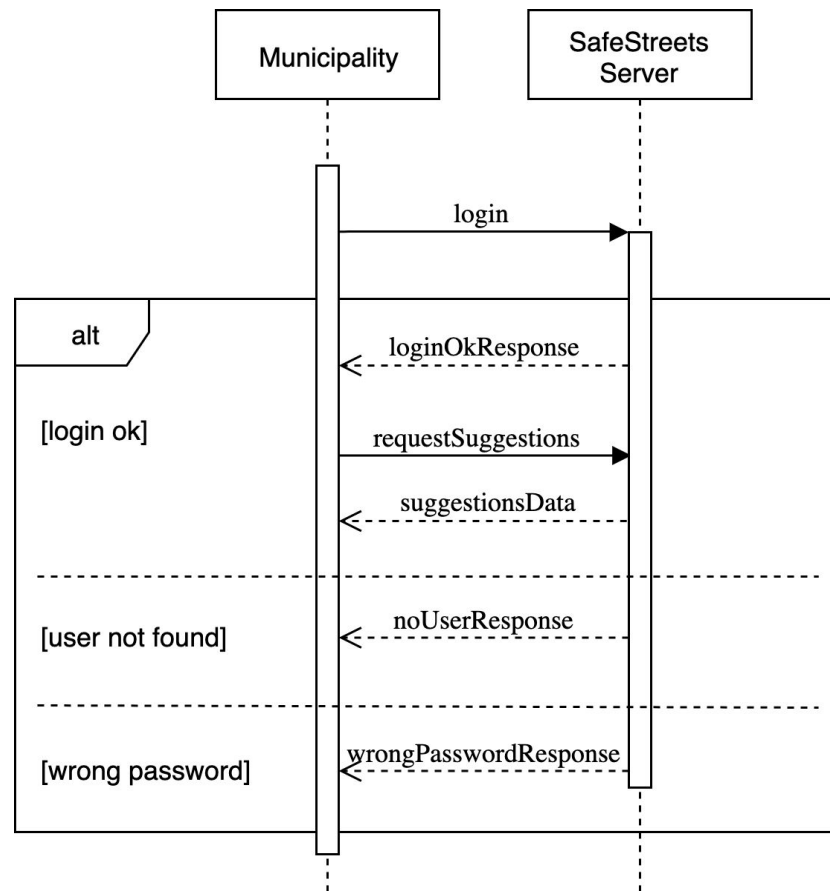 Municipality
SafeStreets
Server
login
alt
loginOkResponse
[login ok]
requestSuggestions
suggestionsData
[user not found]
noUserResponse
[wrong password]
wrongPasswordResponse